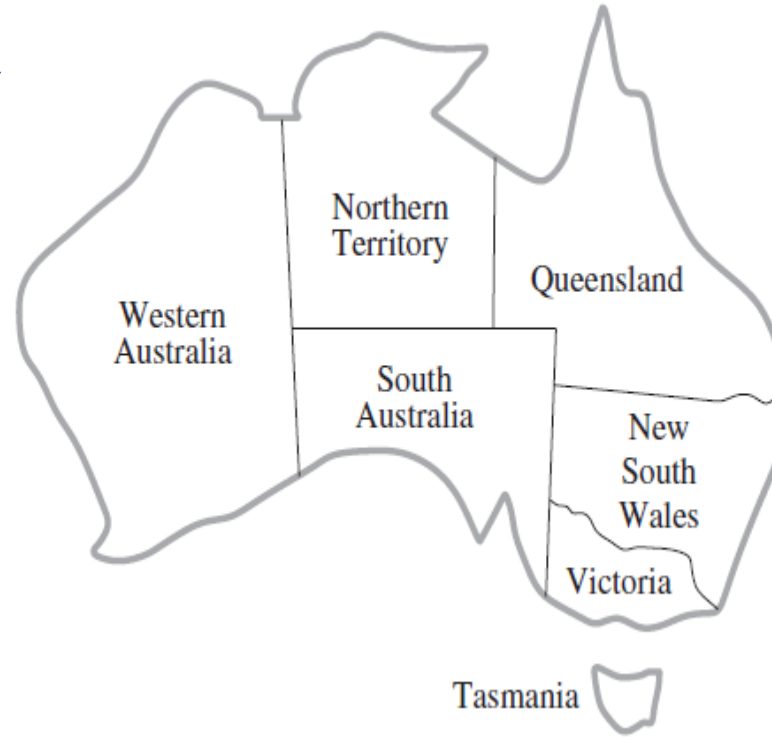 Northern
Territory
Queensland
Western
Australia
South
Australia
New
South
Wales
Victoria
Tasmania